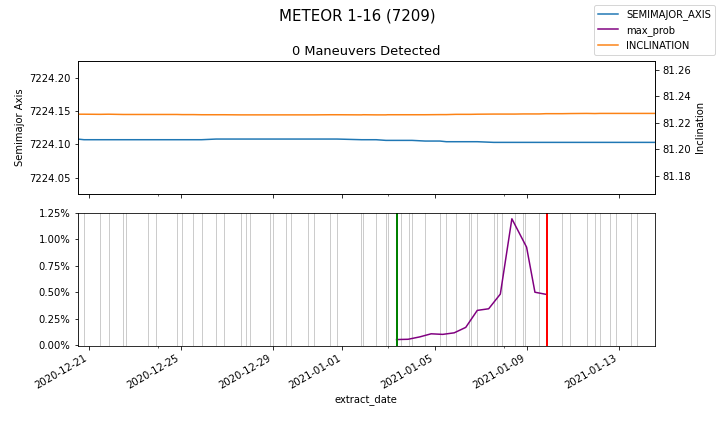 METEOR 1-16 (7209)
SEMIMAJOR_AXIS
max_prob
INCLINATION
0 Maneuvers Detected
Semimajor Axis
7224.20
7224.15
7224.10
7224.05
81.26
81.24
81.22
81.20
81.18
Inclination
1.25%
1.00%
0.75%
0.50%
0.25%
0.00%
2020-12-21
2020-12-25
2020-12-29
2021-01-01
2021-01-05
2021-01-09
2021-01-13
extract_date